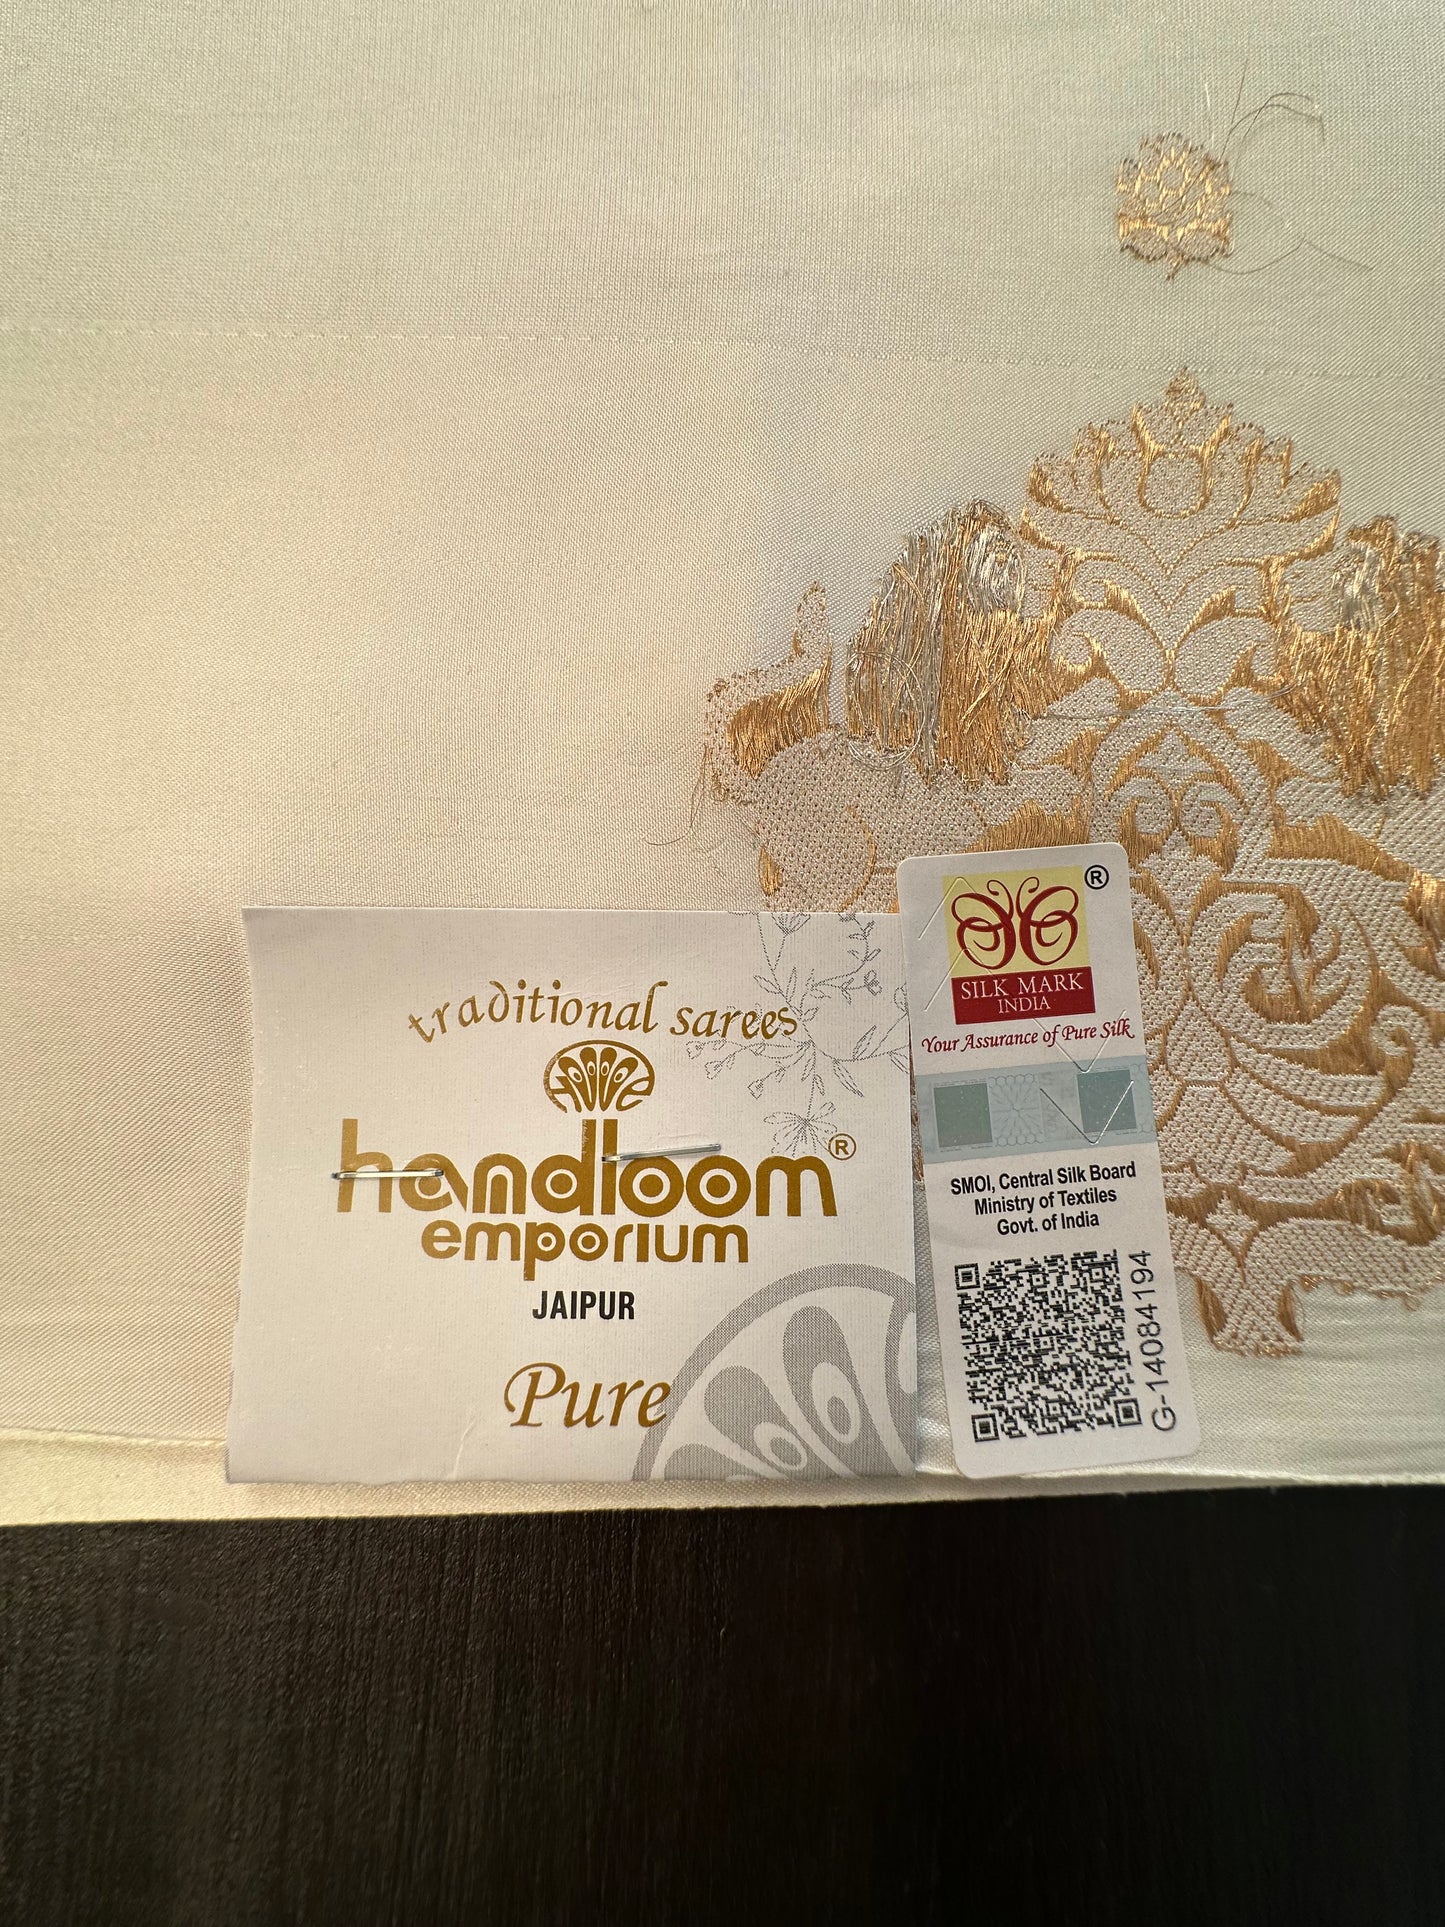 traditional sarees
handloom®
emporium
JAIPUR
Pure
®
SILK MARK
INDIA
Your Assurance of Pure Silk
SMOI, Central Silk Board
Ministry of Textiles
Govt. of India
G-14084194